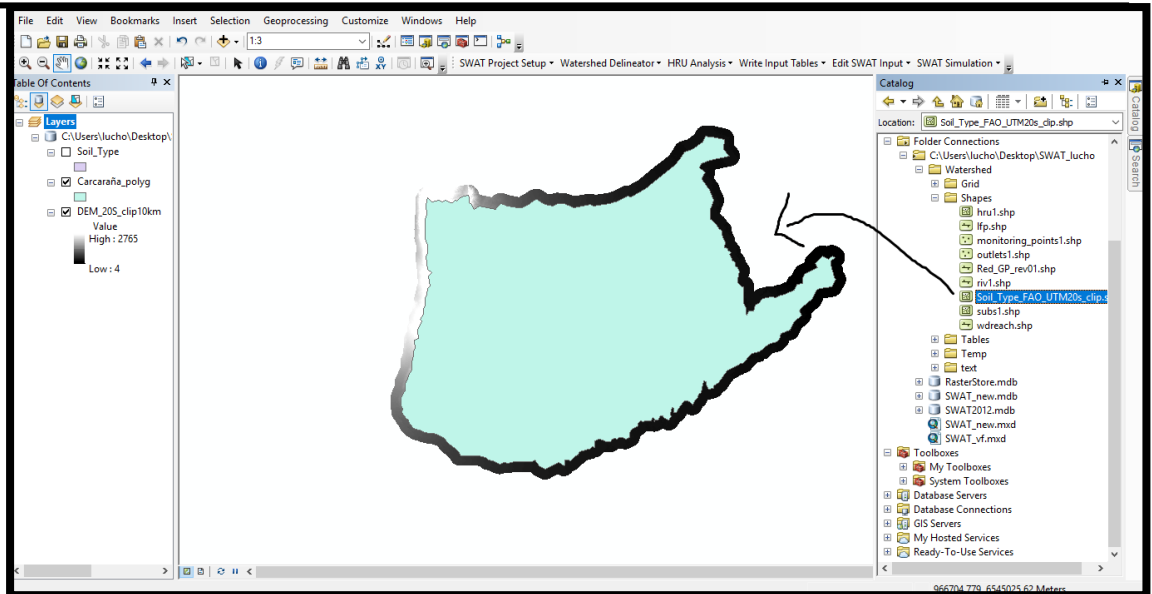 File Edit View Bookmarks Insert Selection Geoprocessing Customize Windows Help
1:3
SWAT Project Setup Watershed Delineator HRU Analysis Write Input Tables Edit SWAT Input SWAT Simulation
Table Of Contents
Layers
C:\Users\lucho\Desktop\
Soil_Type
Carcaraña_polyg
DEM_20S_clip10km
Value
High : 2765
Low : 4
Catalog
Location: Soil_Type_FAO_UTM20s_clip.shp
Folder Connections
C:\Users\lucho\Desktop\SWAT_lucho
Watershed
Grid
Shapes
hru1.shp
lfp.shp
monitoring_points1.shp
outlets1.shp
Red_GP_rev01.shp
riv1.shp
Soil_Type_FAO_UTM20s_clip.s
subs1.shp
wdreach.shp
Tables
Temp
text
RasterStore.mdb
SWAT_new.mdb
SWAT2012.mdb
SWAT_new.mxd
SWAT_vf.mxd
Toolboxes
My Toolboxes
System Toolboxes
Database Servers
Database Connections
GIS Servers
My Hosted Services
Ready-To-Use Services
Catalog
Search
966704,779 6545025,62 Meters